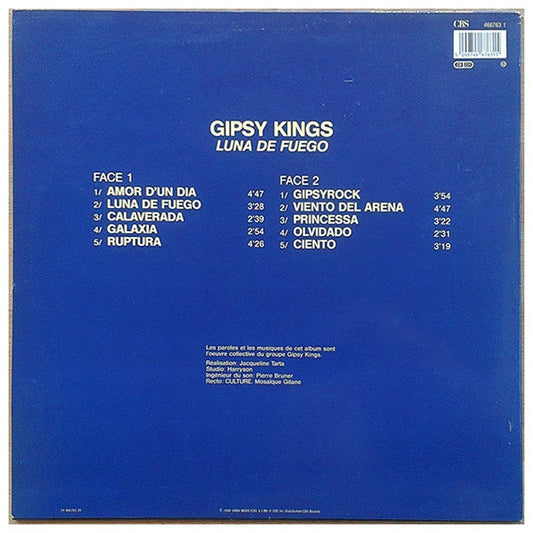 CBS 466763 1
GIPSY KINGS
LUNA DE FUEGO
FACE 1
1/ AMOR D'UN DIA 4'47
2/ LUNA DE FUEGO 3'28
3/ CALAVERADA 2'39
4/ GALAXIA 2'54
5/ RUPTURA 4'26
FACE 2
1/ GIPSYROCK 3'54
2/ VIENTO DEL ARENA 4'47
3/ PRINCESSA 3'22
4/ OLVIDADO 2'31
5/ CIENTO 3'19
Les paroles et les musiques de cet album sont
l'oeuvre collective du groupe Gipsy Kings.
Réalisation: Jacqueline Tarta
Studio: Harryson
Ingénieur du son: Pierre Bruner
Recto: CULTURE. Mosaïque Gitane